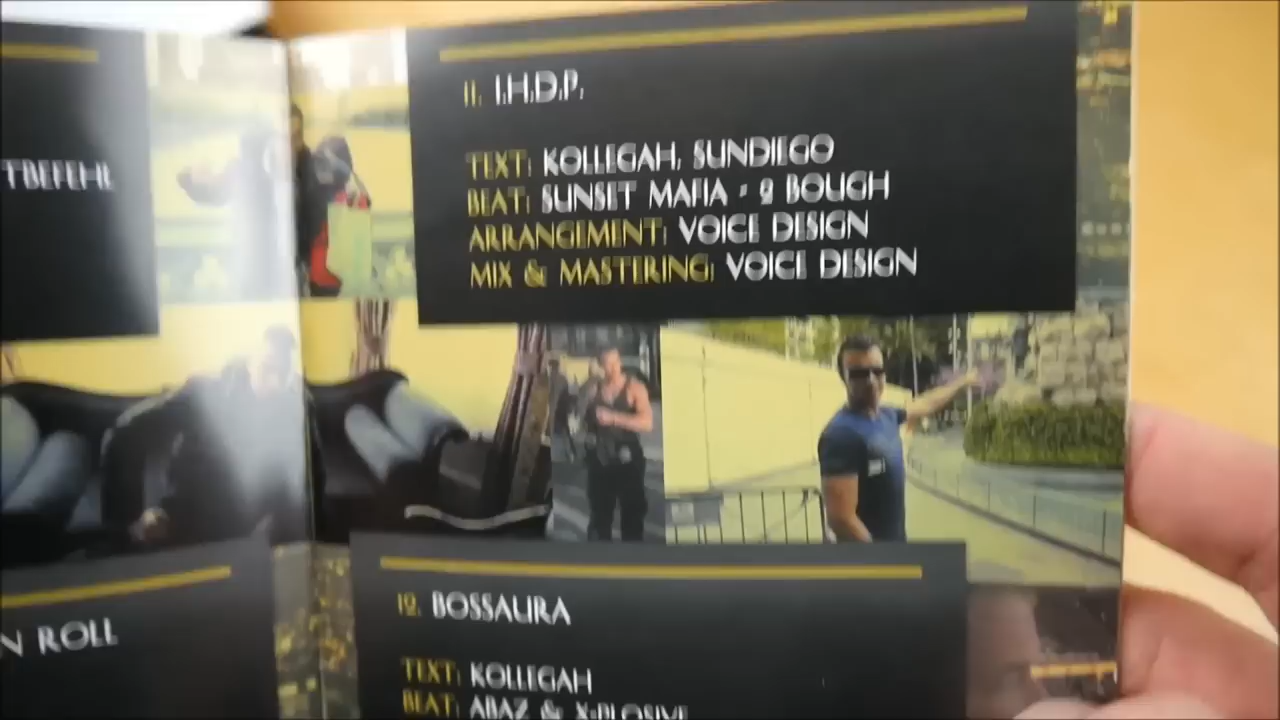 TBEFEHL
11. I.H.D.P.
TEXT: KOLLEGAH, SUNDIEGO
BEAT: SUNSET MAFIA - 2 BOUGH
ARRANGEMENT: VOICE DESIGN
MIX & MASTERING: VOICE DESIGN
N ROLL
12. BOSSAURA
TEXT: KOLLEGAH
BEAT: ABAZ & X-PLOSIVE